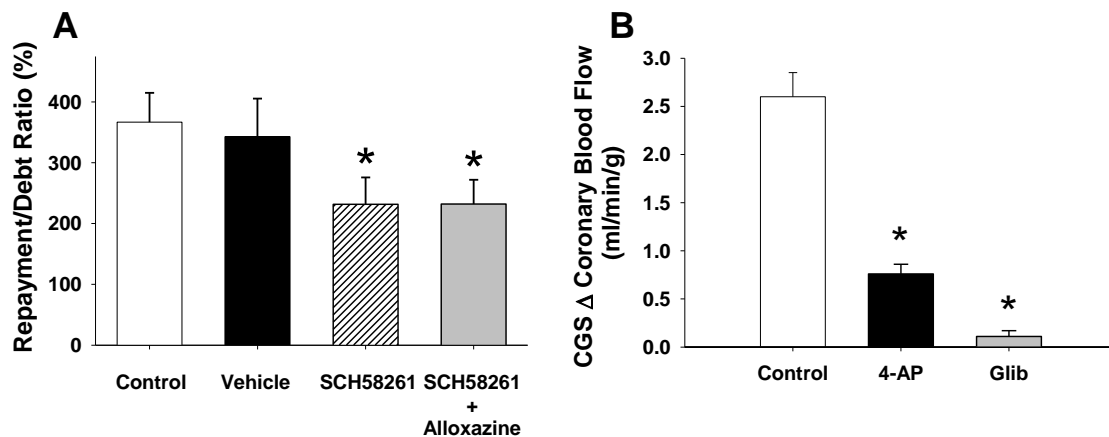 A
Repayment/Debt Ratio (%)
400
300
200
100
0
*
*
Control
Vehicle
SCH58261
SCH58261
+
Alloxazine
B
CGS Δ Coronary Blood Flow
(ml/min/g)
3.0
2.5
2.0
1.5
1.0
0.5
0.0
*
*
Control
4-AP
Glib